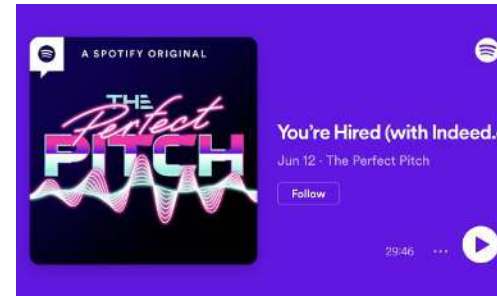 A SPOTIFY ORIGINAL
THE
Perfect
PITCH
You're Hired (with Indeed.
Jun 12 · The Perfect Pitch
Follow
29:46